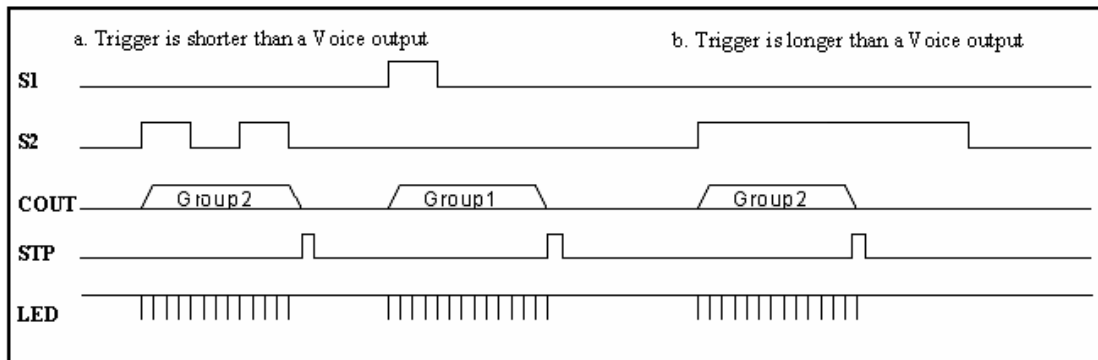 a. Trigger is shorter than a Voice output
b. Trigger is longer than a Voice output
S1
S2
COUT
Group2
Group1
Group2
STP
LED